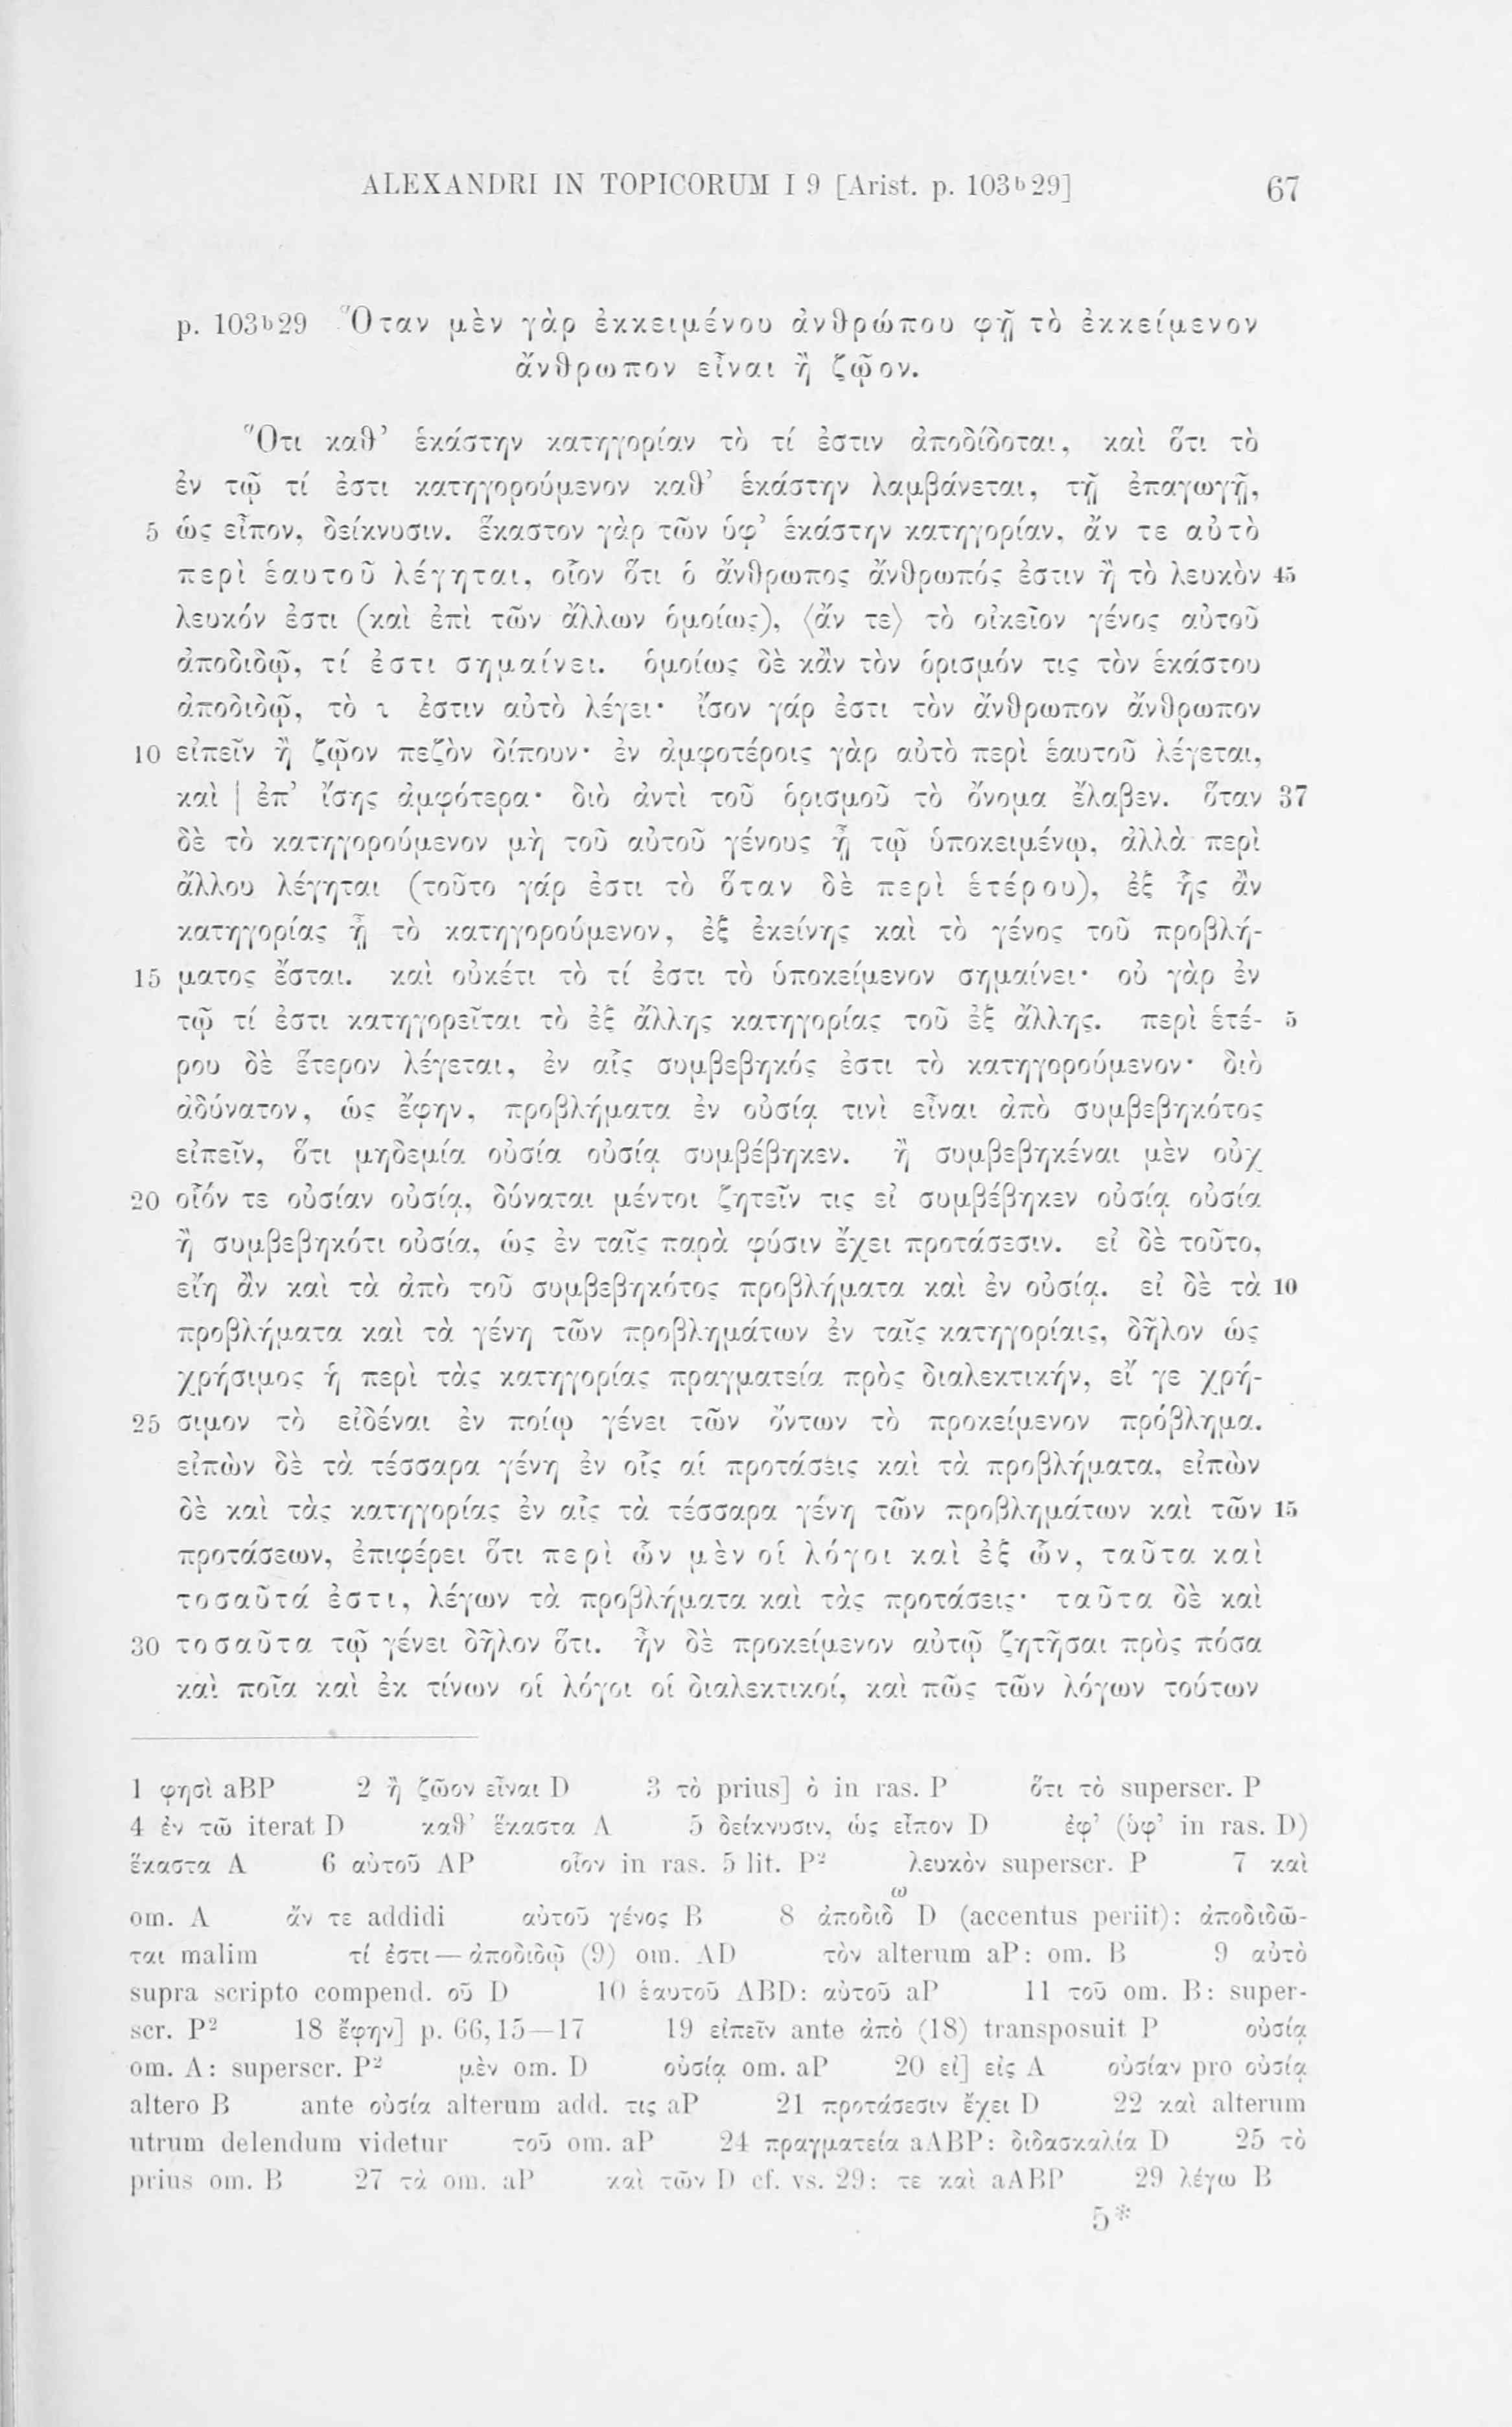 ALEXANDRI IN TOPICORUM I 9 [Arist. p. 103ᵇ29] 67
p. 103ᵇ29 Ὅταν μὲν γὰρ ἐκκειμένου ἀνθρώπου φῇ τὸ ἐκκείμενον
ἄνθρωπον εἶναι ἢ ζῷον.
Ὅτι καθ’ ἑκάστην κατηγορίαν τὸ τί ἐστιν ἀποδίδοται, καὶ ὅτι τὸ
ἐν τῷ τί ἐστι κατηγορούμενον καθ’ ἑκάστην λαμβάνεται, τῇ ἐπαγωγῇ,
5 ὡς εἶπον, δείκνυσιν. ἕκαστον γὰρ τῶν ὑφ’ ἑκάστην κατηγορίαν, ἄν τε αὐτὸ
περὶ ἑαυτοῦ λέγηται, οἷον ὅτι ὁ ἄνθρωπος ἄνθρωπός ἐστιν ἢ τὸ λευκὸν 45
λευκόν ἐστι (καὶ ἐπὶ τῶν ἄλλων ὁμοίως), ⟨ἄν τε⟩ τὸ οἰκεῖον γένος αὐτοῦ
ἀποδιδῷ, τί ἐστι σημαίνει. ὁμοίως δὲ κἂν τὸν ὁρισμόν τις τὸν ἑκάστου
ἀποδιδῷ, τὸ ι ἐστιν αὐτὸ λέγει· ἴσον γάρ ἐστι τὸν ἄνθρωπον ἄνθρωπον
10 εἰπεῖν ἢ ζῷον πεζὸν δίπουν· ἐν ἀμφοτέροις γὰρ αὐτὸ περὶ ἑαυτοῦ λέγεται,
καὶ | ἐπ’ ἴσης ἀμφότερα· διὸ ἀντὶ τοῦ ὁρισμοῦ τὸ ὄνομα ἔλαβεν. ὅταν 37
δὲ τὸ κατηγορούμενον μὴ τοῦ αὐτοῦ γένους ᾖ τῷ ὑποκειμένῳ, ἀλλὰ περὶ
ἄλλου λέγηται (τοῦτο γάρ ἐστι τὸ ὅταν δὲ περὶ ἑτέρου), ἐξ ἧς ἂν
κατηγορίας ᾖ τὸ κατηγορούμενον, ἐξ ἐκείνης καὶ τὸ γένος τοῦ προβλή-
15 ματος ἔσται. καὶ οὐκέτι τὸ τί ἐστι τὸ ὑποκείμενον σημαίνει· οὐ γὰρ ἐν
τῷ τί ἐστι κατηγορεῖται τὸ ἐξ ἄλλης κατηγορίας τοῦ ἐξ ἄλλης. περὶ ἑτέ- 5
ρου δὲ ἕτερον λέγεται, ἐν αἷς συμβεβηκός ἐστι τὸ κατηγορούμενον· διὸ
ἀδύνατον, ὡς ἔφην, προβλήματα ἐν οὐσίᾳ τινὶ εἶναι ἀπὸ συμβεβηκότος
εἰπεῖν, ὅτι μηδεμία οὐσία οὐσίᾳ συμβέβηκεν. ἢ συμβεβηκέναι μὲν οὐχ
20 οἷόν τε οὐσίαν οὐσίᾳ, δύναται μέντοι ζητεῖν τις εἰ συμβέβηκεν οὐσίᾳ οὐσία
ἢ συμβεβηκότι οὐσία, ὡς ἐν ταῖς παρὰ φύσιν ἔχει προτάσεσιν. εἰ δὲ τοῦτο,
εἴη ἂν καὶ τὰ ἀπὸ τοῦ συμβεβηκότος προβλήματα καὶ ἐν οὐσίᾳ. εἰ δὲ τὰ 10
προβλήματα καὶ τὰ γένη τῶν προβλημάτων ἐν ταῖς κατηγορίαις, δῆλον ὡς
χρήσιμος ἡ περὶ τὰς κατηγορίας πραγματεία πρὸς διαλεκτικήν, εἴ γε χρή-
25 σιμον τὸ εἰδέναι ἐν ποίῳ γένει τῶν ὄντων τὸ προκείμενον πρόβλημα.
εἰπὼν δὲ τὰ τέσσαρα γένη ἐν οἷς αἱ προτάσεις καὶ τὰ προβλήματα, εἰπὼν
δὲ καὶ τὰς κατηγορίας ἐν αἷς τὰ τέσσαρα γένη τῶν προβλημάτων καὶ τῶν 15
προτάσεων, ἐπιφέρει ὅτι περὶ ὧν μὲν οἱ λόγοι καὶ ἐξ ὧν, ταῦτα καὶ
τοσαῦτά ἐστι, λέγων τὰ προβλήματα καὶ τὰς προτάσεις· ταῦτα δὲ καὶ
30 τοσαῦτα τῷ γένει δῆλον ὅτι. ἦν δὲ προκείμενον αὐτῷ ζητῆσαι πρὸς πόσα
καὶ ποῖα καὶ ἐκ τίνων οἱ λόγοι οἱ διαλεκτικοί, καὶ πῶς τῶν λόγων τούτων
1 φησὶ aBP 2 ἢ ζῶον εἶναι D 3 τὸ prius] ὁ in ras. P ὅτι τὸ superscr. P
4 ἐν τῶ iterat D καθ’ ἕκαστα A 5 δείκνυσιν, ὡς εἶπον D ἐφ’ (ὑφ’ in ras. D)
ἕκαστα A 6 αὐτοῦ AP οἷον in ras. 5 lit. P² λευκὸν superscr. P 7 καὶ
om. A ἄν τε addidi αὐτοῦ γένος B 8 ἀποδιδ^ω D (accentus periit): ἀποδιδῶ-
ται malim τί ἐστι — ἀποδιδῷ (9) om. AD τὸν alterum aP: om. B 9 αὐτὸ
supra scripto compend. οῦ D 10 ἑαυτοῦ ABD: αὑτοῦ aP 11 τοῦ om. B: super-
scr. P² 18 ἔφην] p. 66,15—17 19 εἰπεῖν ante ἀπὸ (18) transposuit P οὐσίᾳ
om. A: superscr. P² μὲν om. D οὐσίᾳ om. aP 20 εἰ] εἰς A οὐσίαν pro οὐσίᾳ
altero B ante οὐσία alterum add. τις aP 21 προτάσεσιν ἔχει D 22 καὶ alterum
utrum delendum videtur τοῦ om. aP 24 πραγματεία aABP: διδασκαλία D 25 τὸ
prius om. B 27 τὰ om. aP καὶ τῶν D cf. vs. 29: τε καὶ aABP 29 λέγω B
5*